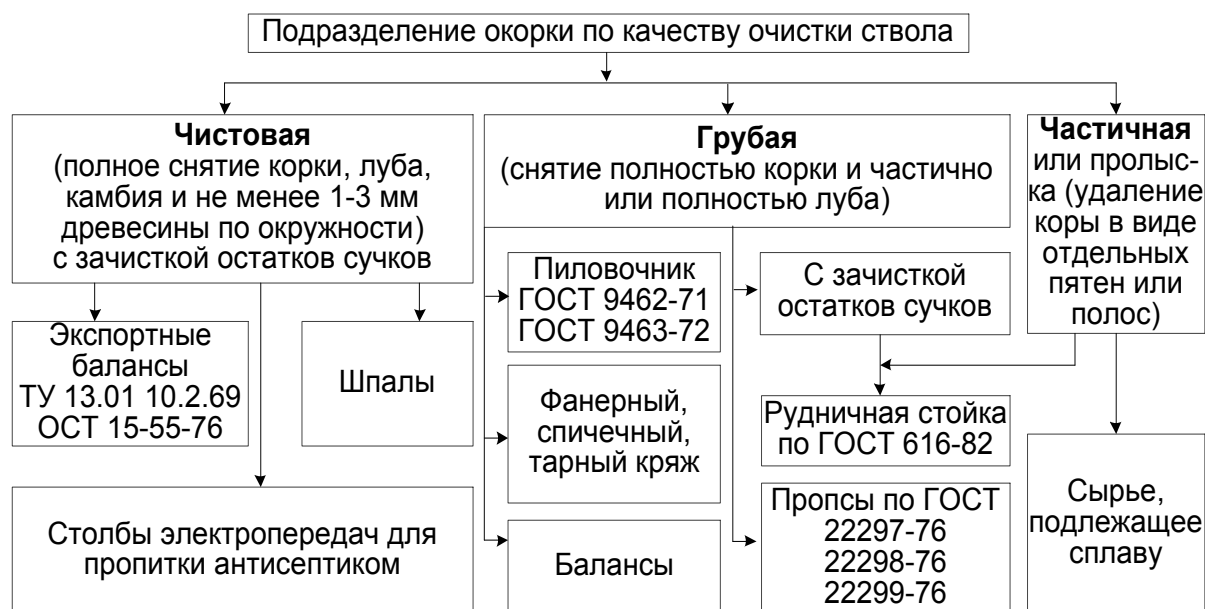 Подразделение окорки по качеству очистки ствола
Чистовая
(полное снятие корки, луба,
камбия и не менее 1-3 мм
древесины по окружности)
с зачисткой остатков сучков
Грубая
(снятие полностью корки и частично
или полностью луба)
Частичная
или пролыс-
ка (удаление
коры в виде
отдельных
пятен или
полос)
Экспортные
балансы
ТУ 13.01 10.2.69
ОСТ 15-55-76
Шпалы
Столбы электропередач для
пропитки антисептиком
Пиловочник
ГОСТ 9462-71
ГОСТ 9463-72
Фанерный,
спичечный,
тарный кряж
Балансы
С зачисткой
остатков сучков
Рудничная стойка
по ГОСТ 616-82
Пропсы по ГОСТ
22297-76
22298-76
22299-76
Сырье,
подлежащее
сплаву